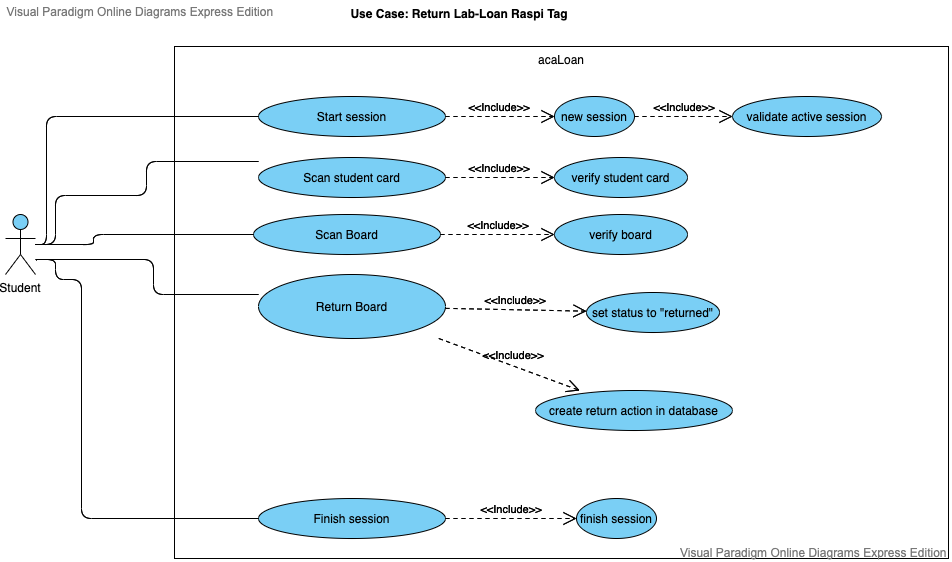 Visual Paradigm Online Diagrams Express Edition
Use Case: Return Lab-Loan Raspi Tag
acaLoan
Start session
<<Include>>
new session
<<Include>>
validate active session
Scan student card
<<Include>>
verify student card
Scan Board
<<Include>>
verify board
Student
Return Board
<<Include>>
set status to "returned"
<<Include>>
create return action in database
Finish session
<<Include>>
finish session
Visual Paradigm Online Diagrams Express Edition